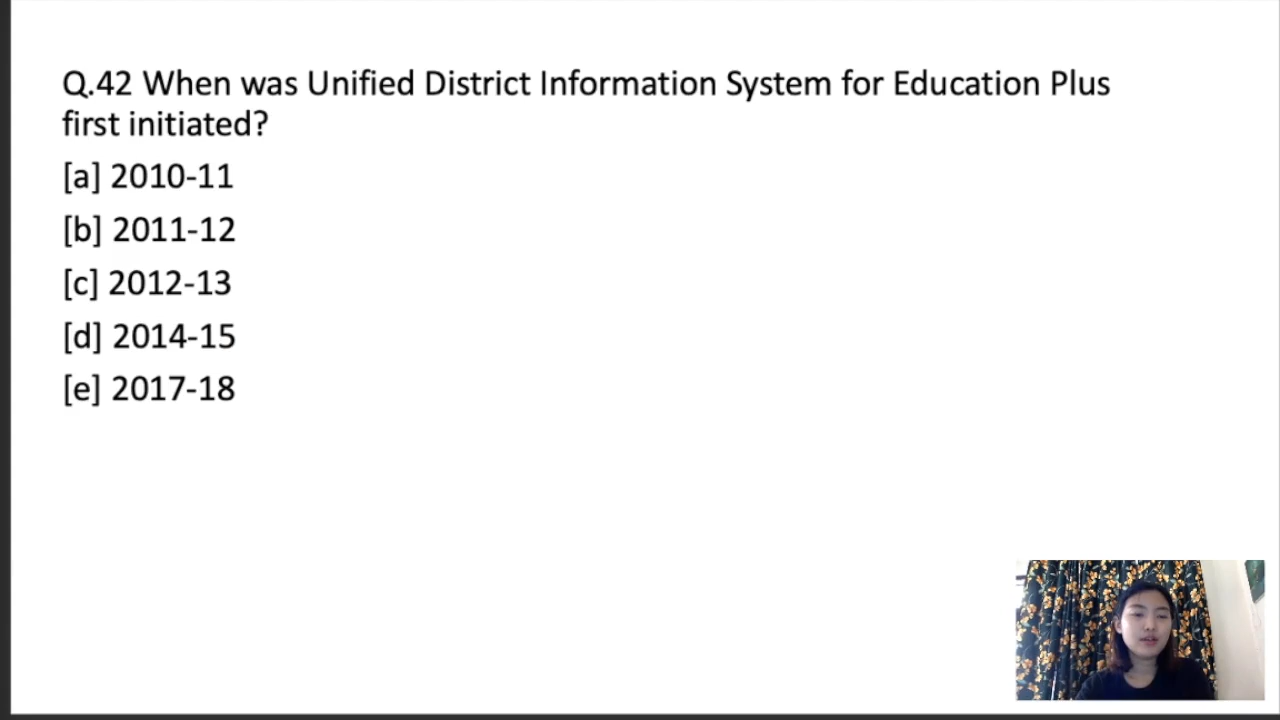 Q.42 When was Unified District Information System for Education Plus
first initiated?
[a] 2010-11
[b] 2011-12
[c] 2012-13
[d] 2014-15
[e] 2017-18